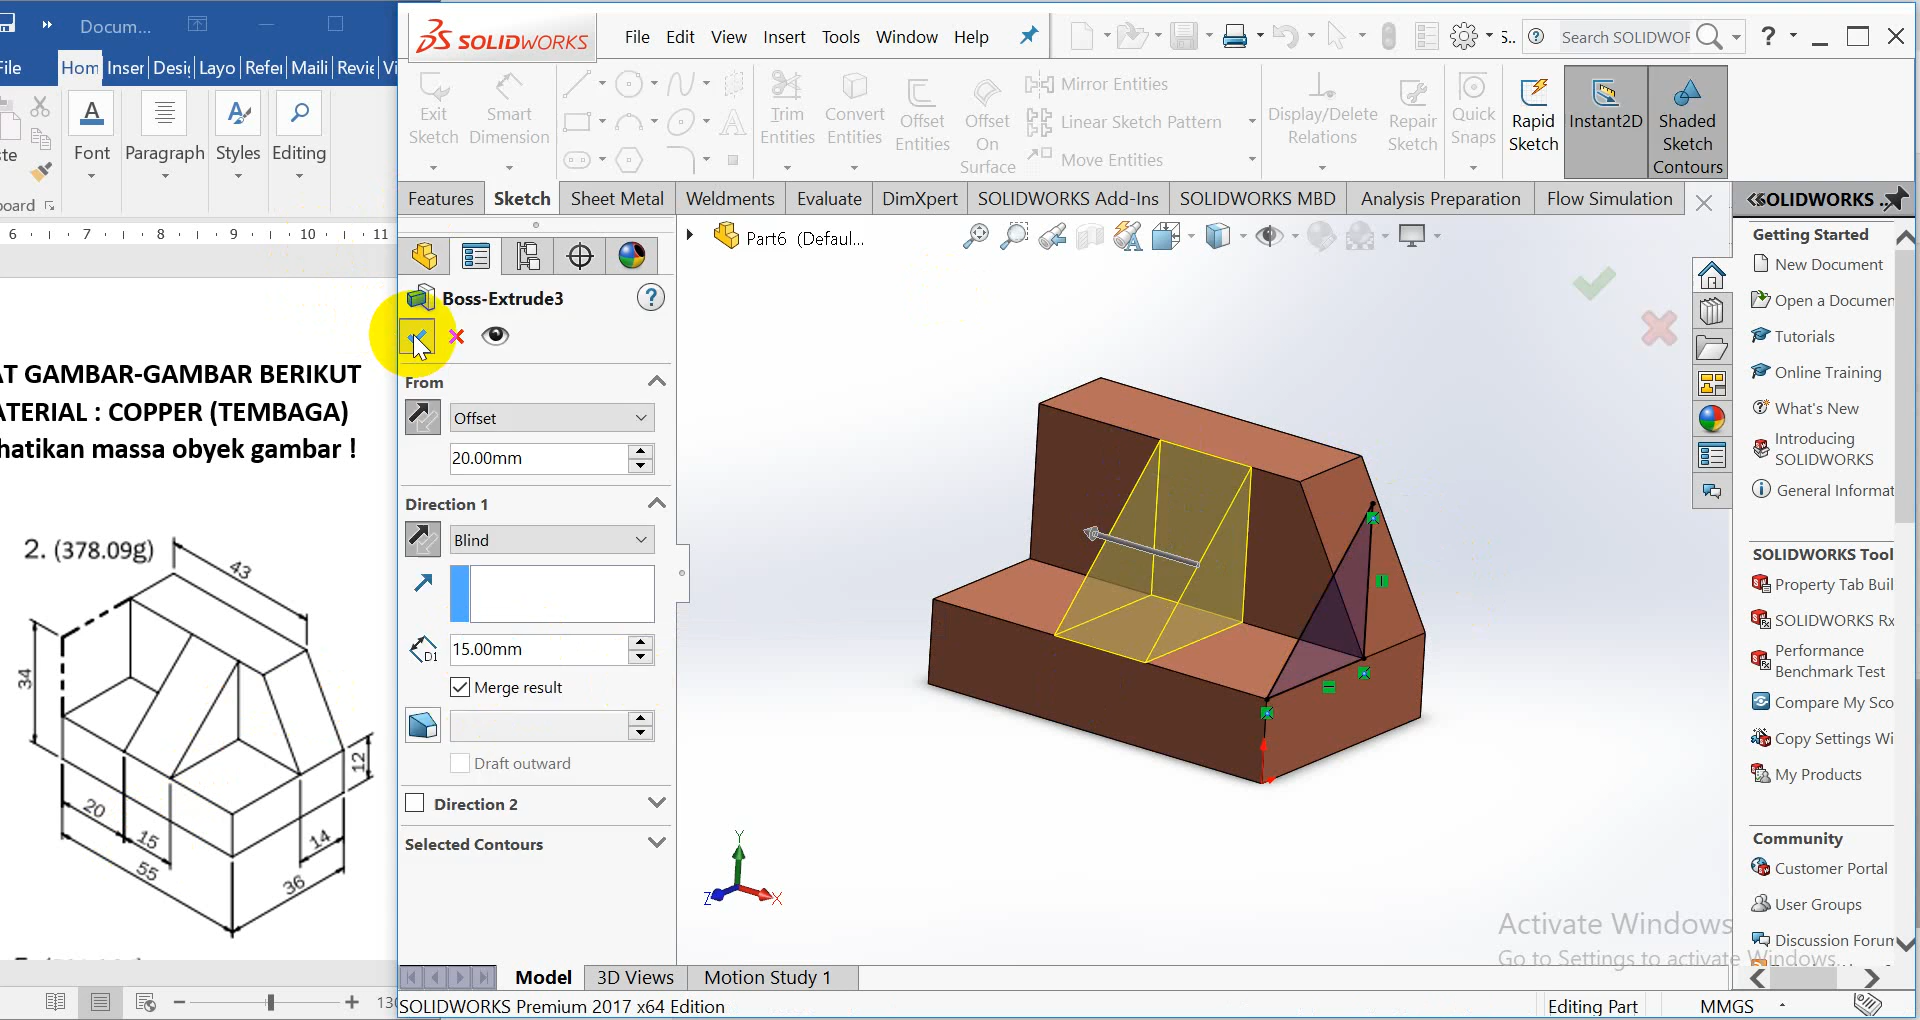 Docum...
File
Hom
Inser
Desi
Layo
Refer
Maili
Revie
Vi
Font
Paragraph
Styles
Editing
6 7 8 9 10 11
AT GAMBAR-GAMBAR BERIKUT
ATERIAL : COPPER (TEMBAGA)
hatikan massa obyek gambar !
2. (378.09g)
43
34
12
20
15
55
14
36
SOLIDWORKS
File Edit View Insert Tools Window Help
S..
Search SOLIDWOR
Exit Sketch
Smart Dimension
Trim Entities
Convert Entities
Offset Entities
Offset On Surface
Mirror Entities
Linear Sketch Pattern
Move Entities
Display/Delete Relations
Repair Sketch
Quick Snaps
Rapid Sketch
Instant2D
Shaded Sketch Contours
Features
Sketch
Sheet Metal
Weldments
Evaluate
DimXpert
SOLIDWORKS Add-Ins
SOLIDWORKS MBD
Analysis Preparation
Flow Simulation
Part6 (Defaul...
Boss-Extrude3
From
Offset
20.00mm
Direction 1
Blind
D1
15.00mm
Merge result
Draft outward
Direction 2
Selected Contours
Y
Z
X
Activate Windows
Go to Settings to activate Windows.
SOLIDWORKS ..
Getting Started
New Document
Open a Documen
Tutorials
Online Training
What's New
Introducing
SOLIDWORKS
General Informat
SOLIDWORKS Tool
Property Tab Buil
SOLIDWORKS Rx
Performance
Benchmark Test
Compare My Sco
Copy Settings Wi
My Products
Community
Customer Portal
User Groups
Discussion Forum
Model
3D Views
Motion Study 1
SOLIDWORKS Premium 2017 x64 Edition
Editing Part
MMGS